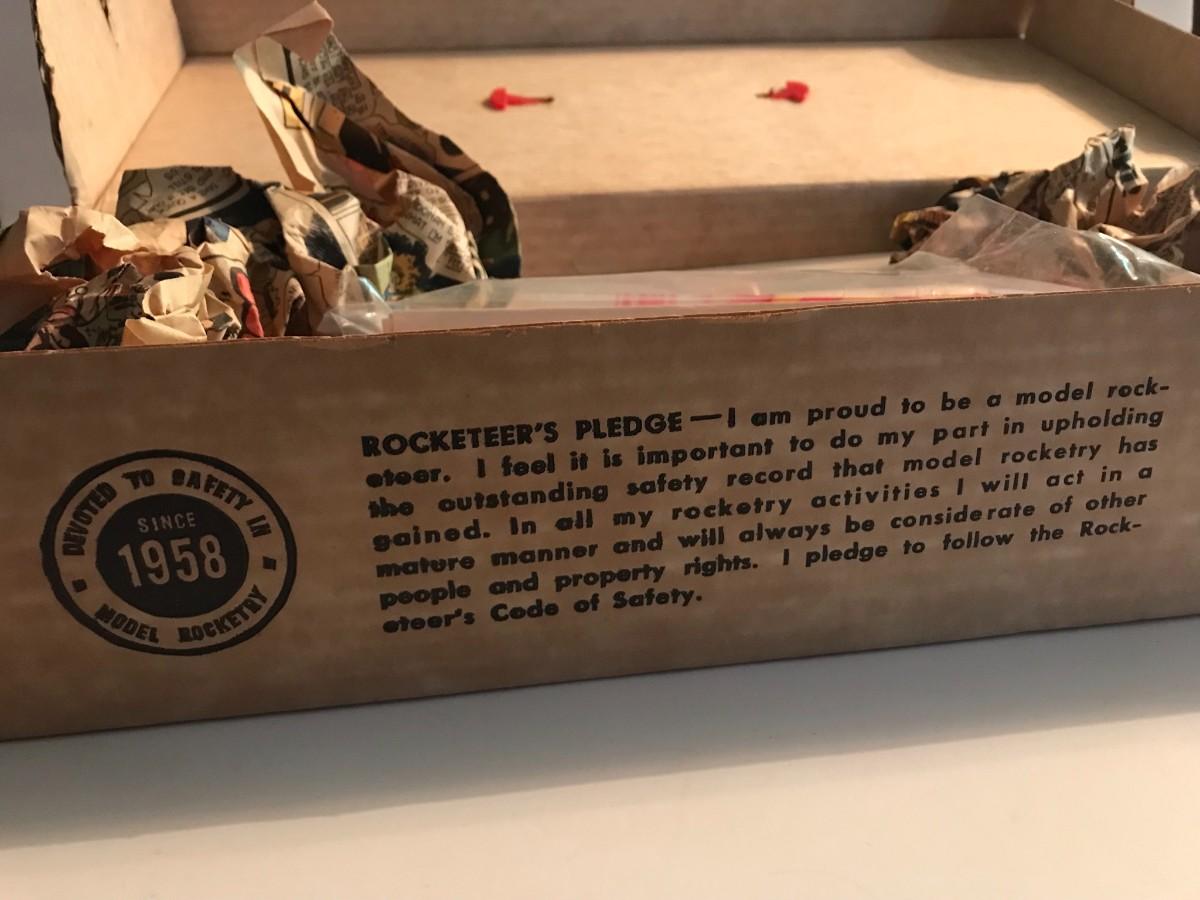 ROCKETEER'S PLEDGE — I am proud to be a model rock-
eteer. I feel it is important to do my part in upholding
the outstanding safety record that model rocketry has
gained. In all my rocketry activities I will act in a
mature manner and will always be considerate of other
people and property rights. I pledge to follow the Rock-
eteer's Code of Safety.
DEVOTED TO SAFETY IN
SINCE
1958
MODEL ROCKETRY